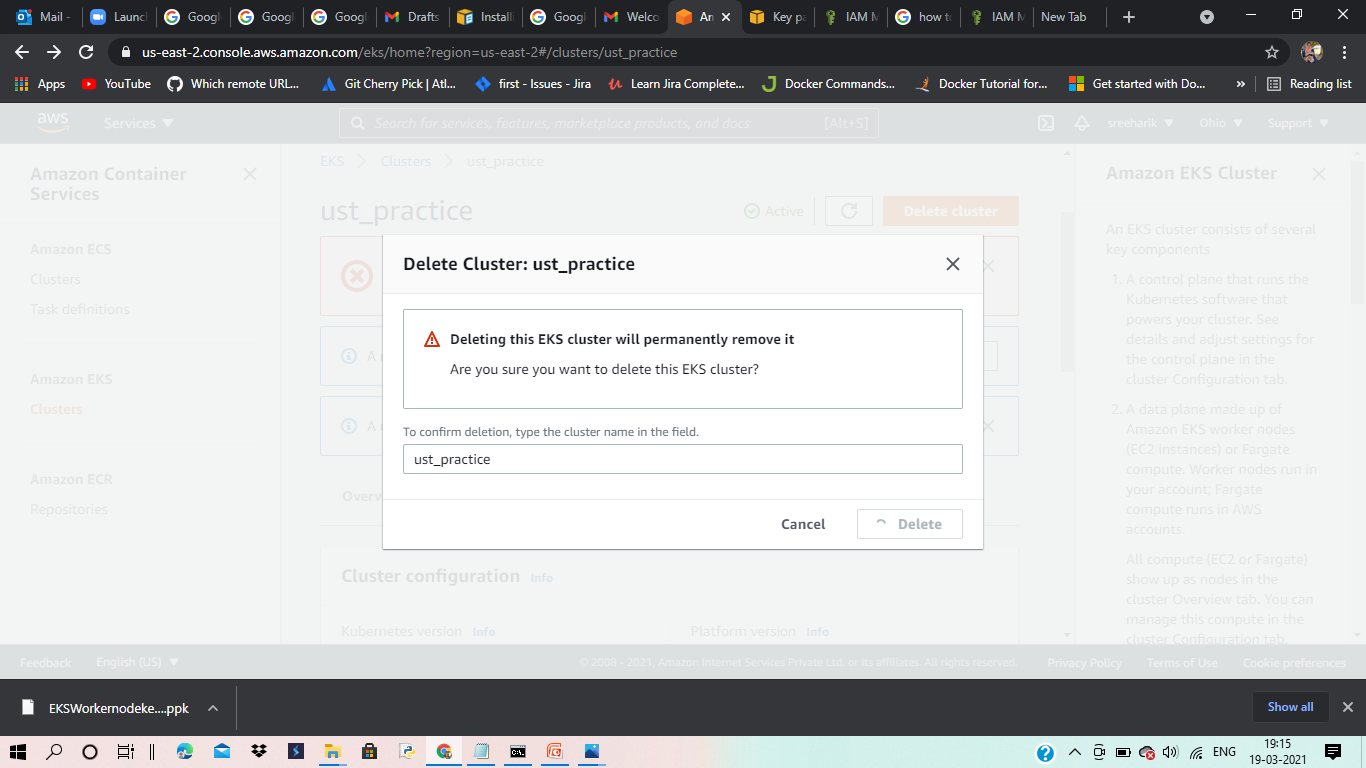 Mail -
Launc
Googl
Googl
Googl
Drafts
Installi
Googl
Welco
An
Key pa
IAM M
how to
IAM M
New Tab
us-east-2.console.aws.amazon.com/eks/home?region=us-east-2#/clusters/ust_practice
Apps
YouTube
Which remote URL...
Git Cherry Pick | Atl...
first - Issues - Jira
Learn Jira Complete...
Docker Commands...
Docker Tutorial for...
Get started with Do...
»
Reading list
aws
Services
Search for services, features, marketplace products, and docs
[Alt+S]
sreeharik
Ohio
Support
Amazon Container
Services
Amazon ECS
Clusters
Task definitions
Amazon EKS
Clusters
Amazon ECR
Repositories
EKS
Clusters
ust_practice
ust_practice
Active
Delete cluster
Delete Cluster: ust_practice
Deleting this EKS cluster will permanently remove it
Are you sure you want to delete this EKS cluster?
To confirm deletion, type the cluster name in the field.
ust_practice
Cancel
Delete
A
A
Overv
Cluster configuration Info
Kubernetes version Info
Platform version Info
Amazon EKS Cluster
An EKS cluster consists of several
key components
1. A control plane that runs the
Kubernetes software that
powers your cluster. See
details and adjust settings for
the control plane in the
cluster Configuration tab.
2. A data plane made up of
Amazon EKS worker nodes
(EC2 instances) or Fargate
compute. Worker nodes run in
your account; Fargate
compute runs in AWS
accounts.
All compute (EC2 or Fargate)
show up as nodes in the
cluster Overview tab. You can
manage this compute in the
cluster Configuration tab.
Feedback
English (US)
© 2008 - 2021, Amazon Internet Services Private Ltd. or its affiliates. All rights reserved.
Privacy Policy
Terms of Use
Cookie preferences
EKSWorkernodeke....ppk
Show all
ENG
19:15
19-03-2021